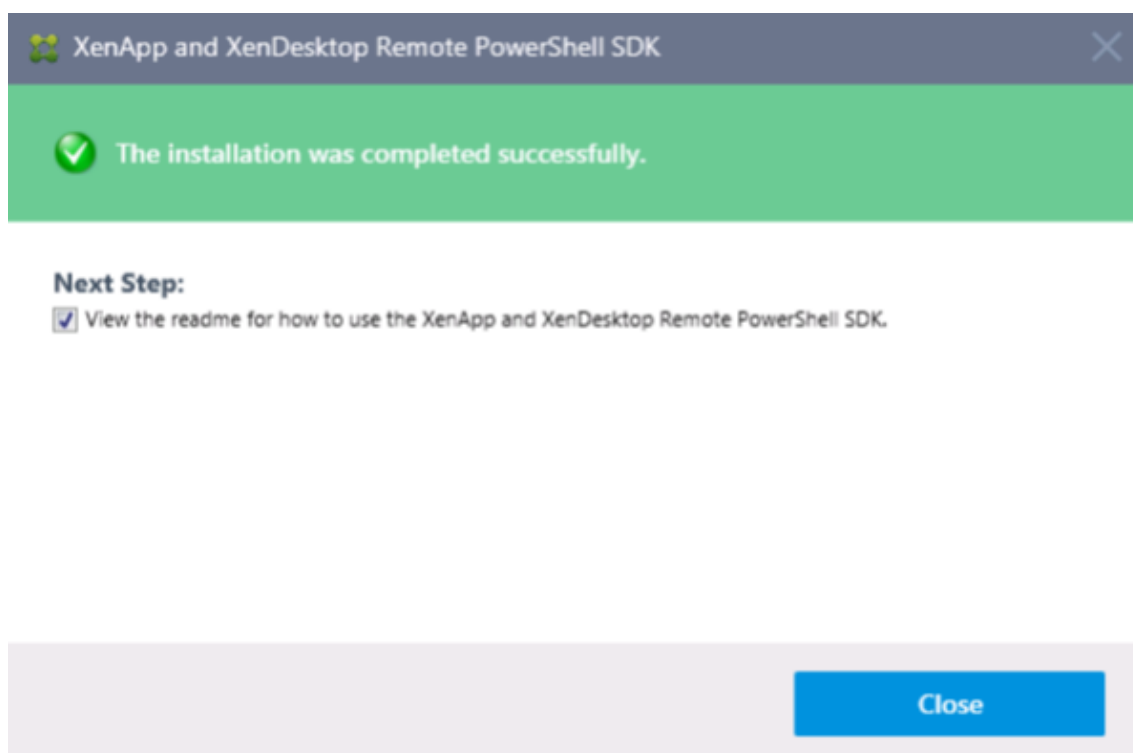 XenApp and XenDesktop Remote PowerShell SDK
The installation was completed successfully.
Next Step:
View the readme for how to use the XenApp and XenDesktop Remote PowerShell SDK.
Close